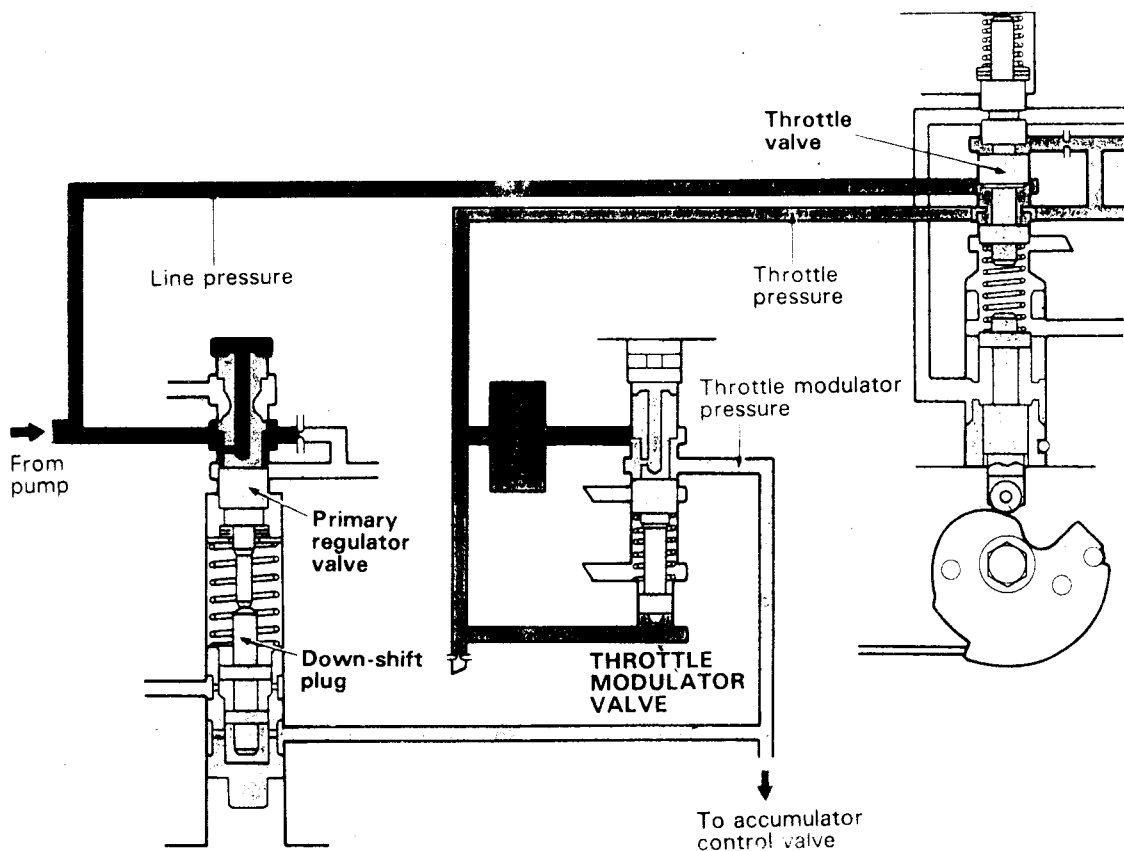 Throttle
valve
Line pressure
Throttle
pressure
Throttle modulator
pressure
From
pump
Primary
regulator
valve
Down-shift
plug
THROTTLE
MODULATOR
VALVE
To accumulator
control valve